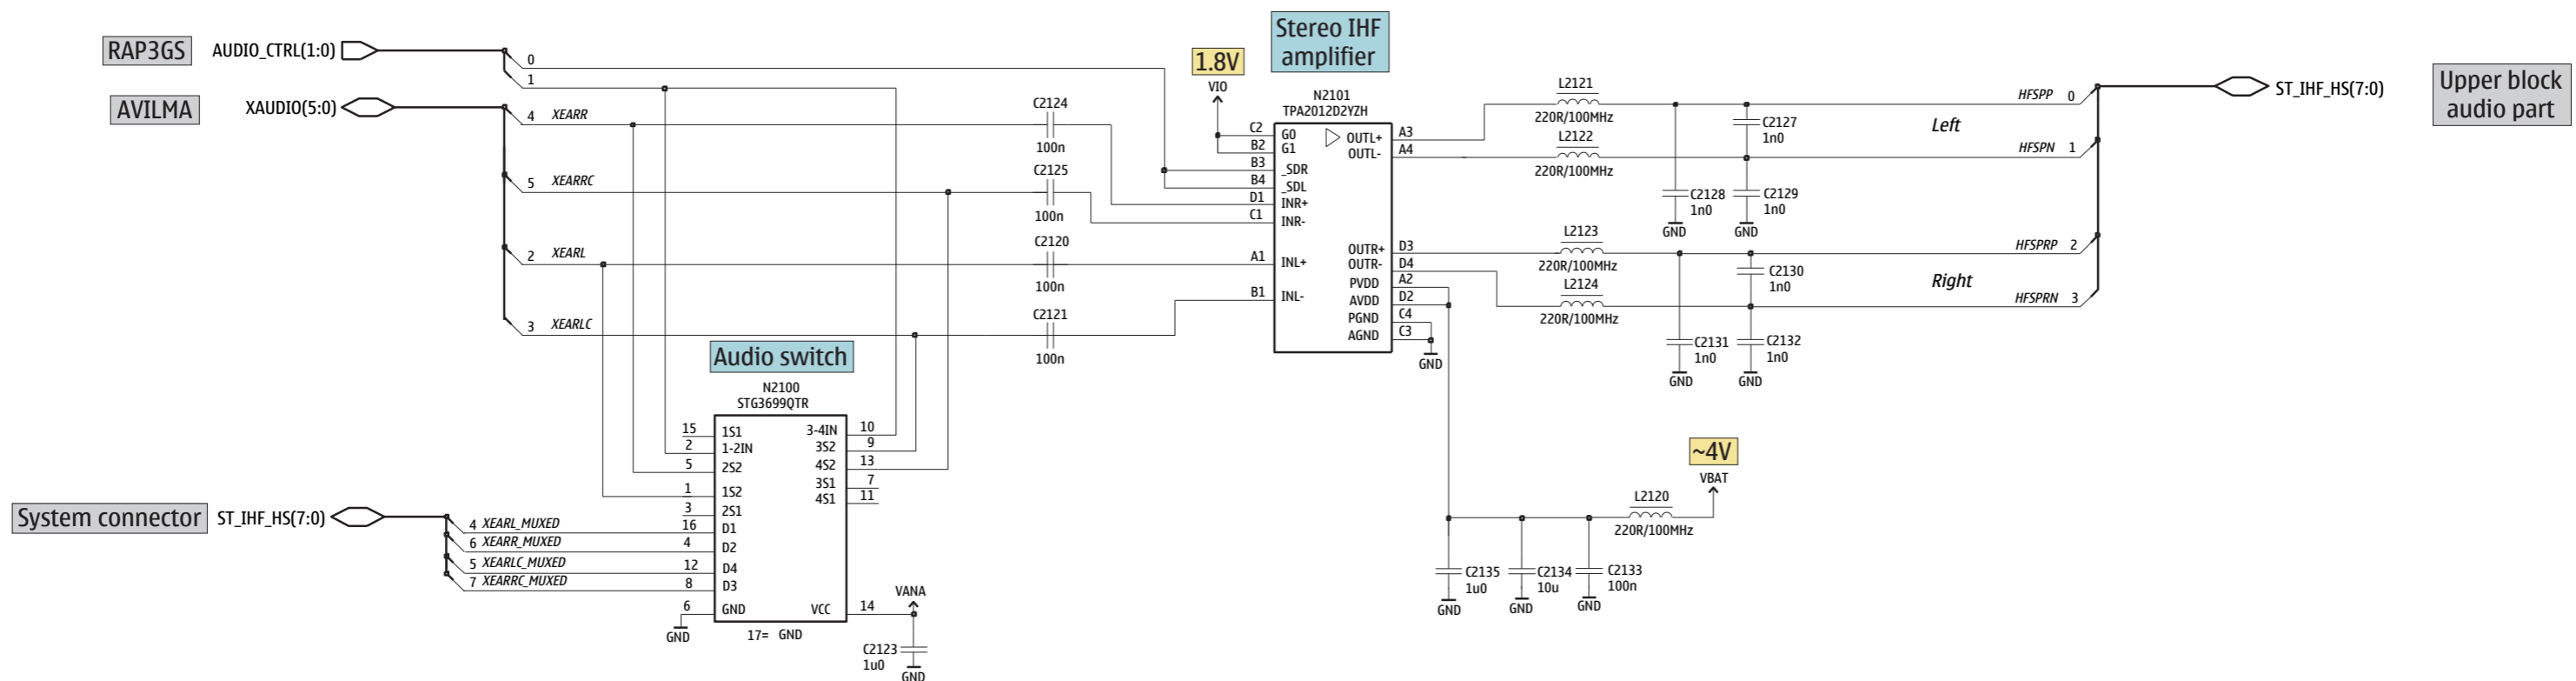 RAP3GS
AUDIO_CTRL(1:0)
0
1
AVILMA
XAUDIO(5:0)
4 XEARR
5 XEARRC
2 XEARL
3 XEARLC
C2124
100n
C2125
100n
C2120
100n
C2121
100n
Stereo IHF
amplifier
1.8V
VIO
N2101
TPA2012D2YZH
C2 G0
B2 G1
B3 _SDR
B4 _SDL
D1 INR+
C1 INR-
A1 INL+
B1 INL-
OUTL+ A3
OUTL- A4
OUTR+ D3
OUTR- D4
PVDD A2
AVDD D2
PGND C4
AGND C3
GND
L2121
220R/100MHz
L2122
220R/100MHz
C2127
1n0
C2128
1n0
GND
C2129
1n0
GND
Left
HFSPP 0
HFSPN 1
L2123
220R/100MHz
L2124
220R/100MHz
C2130
1n0
C2131
1n0
GND
C2132
1n0
GND
Right
HFSPRP 2
HFSPRN 3
ST_IHF_HS(7:0)
Upper block
audio part
Audio switch
N2100
STG3699QTR
15 1S1
2 1-2IN
5 2S2
1 1S2
3 2S1
16 D1
4 D2
12 D4
8 D3
6 GND
3-4IN 10
3S2 9
4S2 13
3S1 7
4S1 11
VCC 14
17= GND
GND
VANA
C2123
1u0
GND
System connector
ST_IHF_HS(7:0)
4 XEARL_MUXED
6 XEARR_MUXED
5 XEARLC_MUXED
7 XEARRC_MUXED
~4V
VBAT
L2120
220R/100MHz
C2135
1u0
GND
C2134
10u
GND
C2133
100n
GND